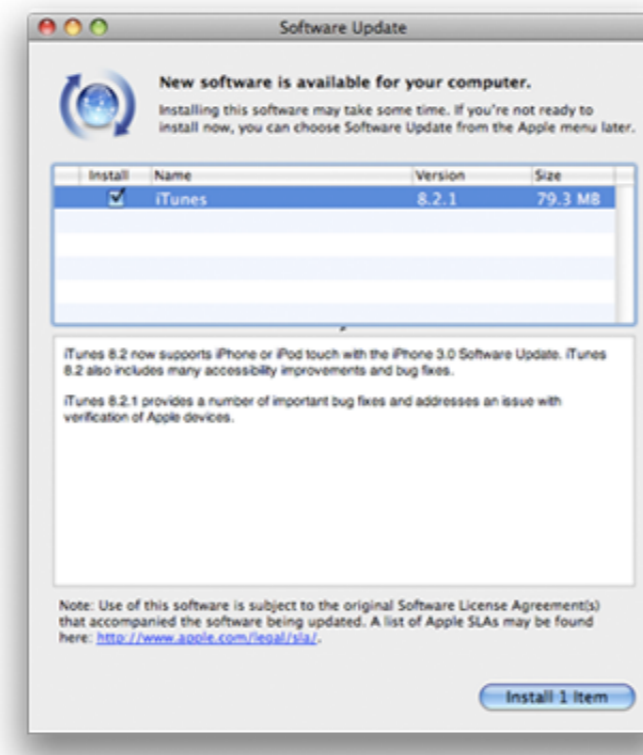 Software Update
New software is available for your computer.
Installing this software may take some time. If you're not ready to
install now, you can choose Software Update from the Apple menu later.
Install Name Version Size
iTunes 8.2.1 79.3 MB
iTunes 8.2 now supports iPhone or iPod touch with the iPhone 3.0 Software Update. iTunes
8.2 also includes many accessibility improvements and bug fixes.
iTunes 8.2.1 provides a number of important bug fixes and addresses an issue with
verification of Apple devices.
Note: Use of this software is subject to the original Software License Agreement(s)
that accompanied the software being updated. A list of Apple SLAs may be found
here: http://www.apple.com/legal/sla/.
Install 1 Item